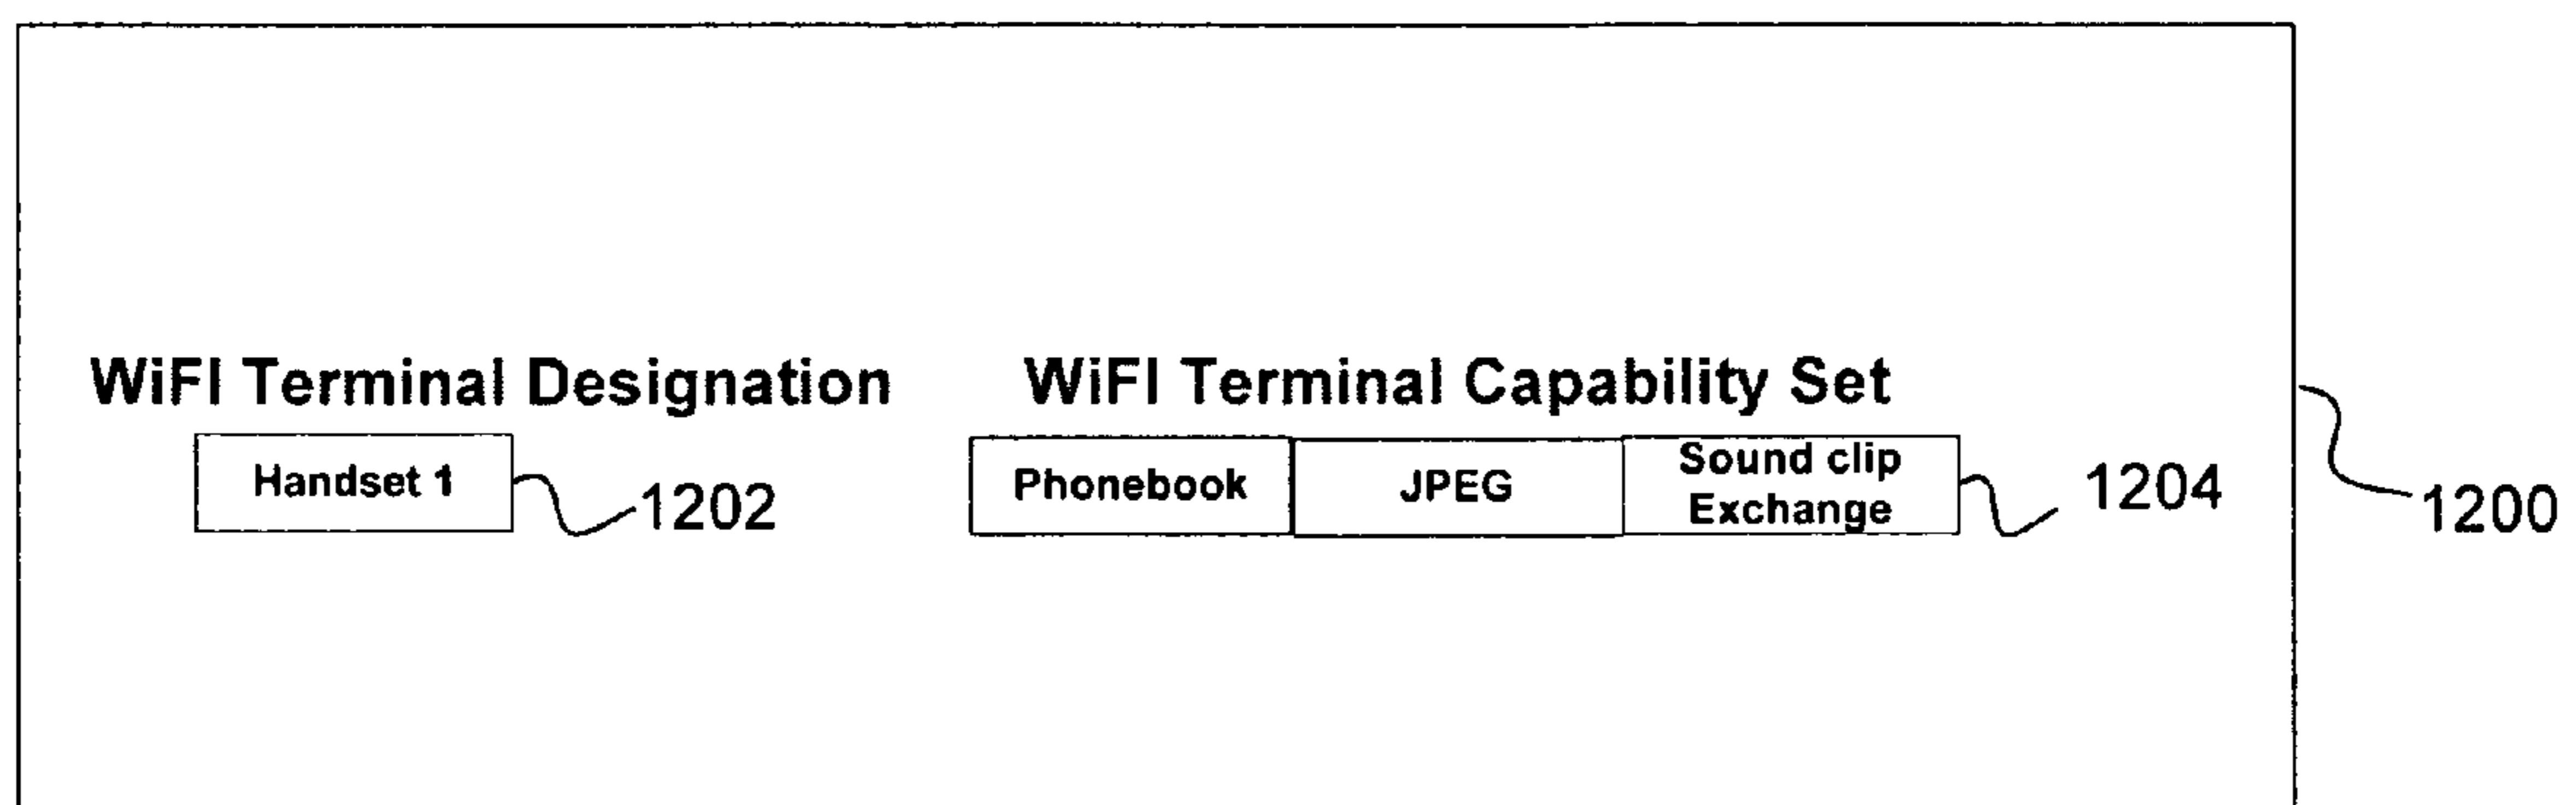 WiFI Terminal Designation
WiFI Terminal Capability Set
Handset 1
1202
Phonebook
JPEG
Sound clip
Exchange
1204
1200